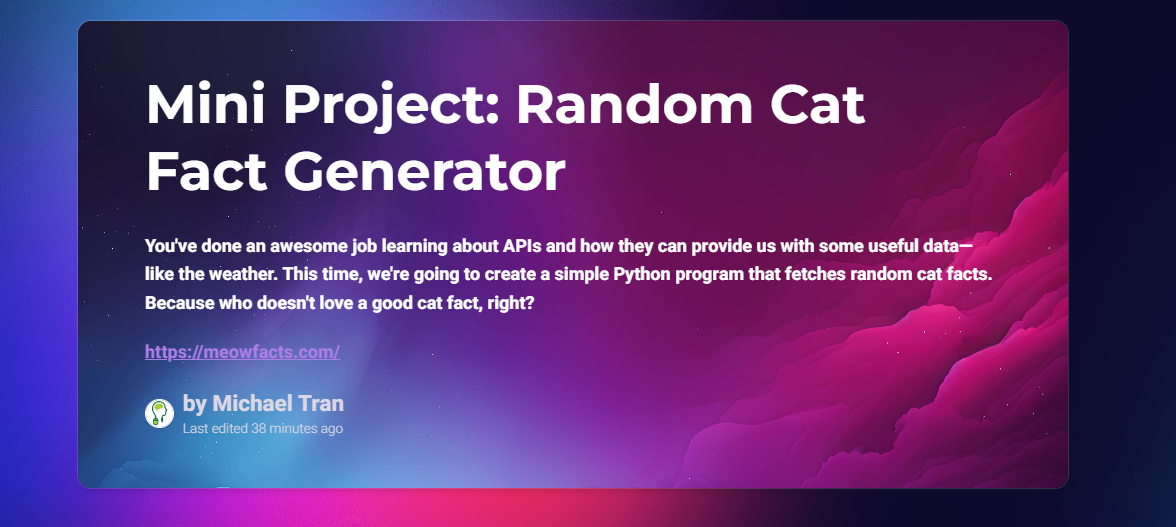 Mini Project: Random Cat
Fact Generator
You've done an awesome job learning about APIs and how they can provide us with some useful data—
like the weather. This time, we're going to create a simple Python program that fetches random cat facts.
Because who doesn't love a good cat fact, right?
https://meowfacts.com/
by Michael Tran
Last edited 38 minutes ago